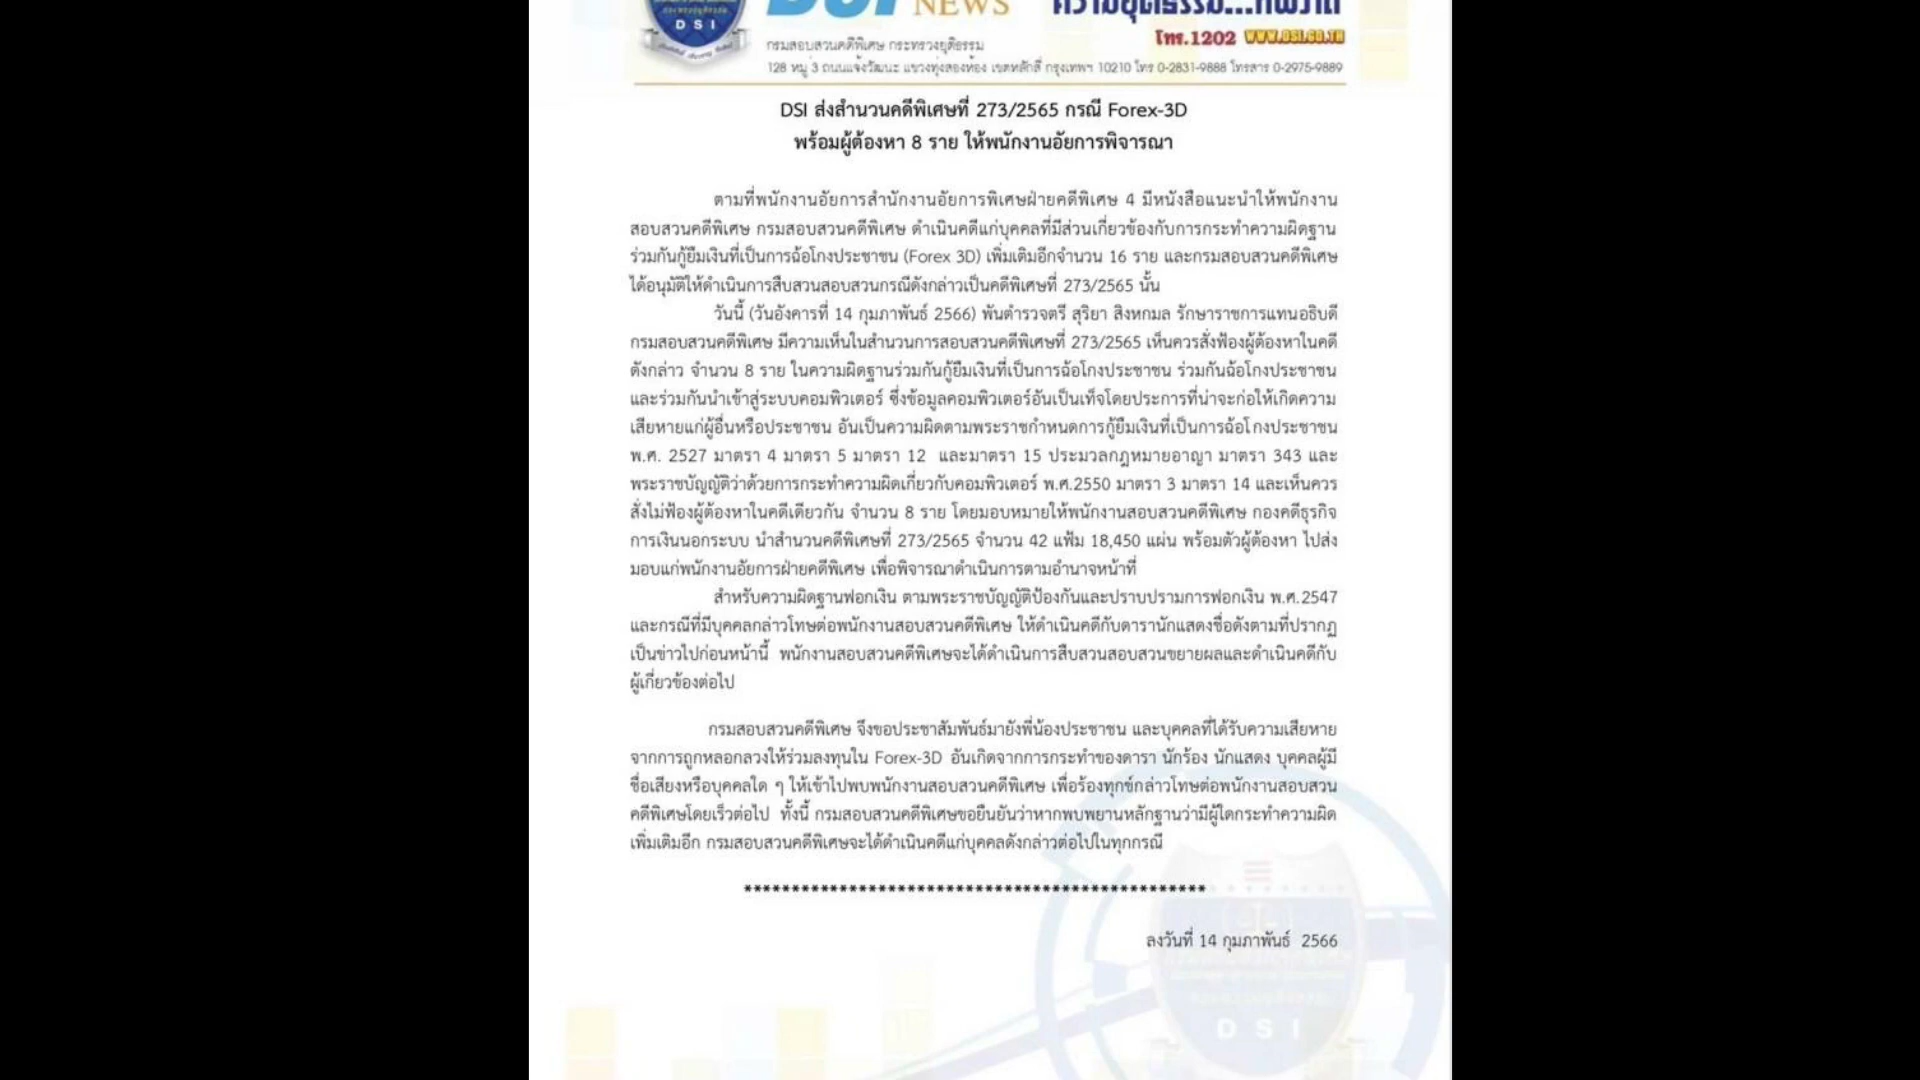 DSI NEWS ความยุติธรรม...ที่พึ่งได้
โทร.1202 WWW.DSI.GO.TH
DSI
กรมสอบสวนคดีพิเศษ กระทรวงยุติธรรม
128 หมู่ 3 ถนนแจ้งวัฒนะ แขวงทุ่งสองห้อง เขตหลักสี่ กรุงเทพฯ 10210 โทร 0-2831-9888 โทรสาร 0-2975-9889
DSI ส่งสำนวนคดีพิเศษที่ 273/2565 กรณี Forex-3D
พร้อมผู้ต้องหา 8 ราย ให้พนักงานอัยการพิจารณา
ตามที่พนักงานอัยการสำนักงานอัยการพิเศษฝ่ายคดีพิเศษ 4 มีหนังสือแนะนำให้พนักงาน
สอบสวนคดีพิเศษ กรมสอบสวนคดีพิเศษ ดำเนินคดีแก่บุคคลที่มีส่วนเกี่ยวข้องกับการกระทำความผิดฐาน
ร่วมกันกู้ยืมเงินที่เป็นการฉ้อโกงประชาชน (Forex 3D) เพิ่มเติมอีกจำนวน 16 ราย และกรมสอบสวนคดีพิเศษ
ได้อนุมัติให้ดำเนินการสืบสวนสอบสวนกรณีดังกล่าวเป็นคดีพิเศษที่ 273/2565 นั้น
วันนี้ (วันอังคารที่ 14 กุมภาพันธ์ 2566) พันตำรวจตรี สุริยา สิงหกมล รักษาราชการแทนอธิบดี
กรมสอบสวนคดีพิเศษ มีความเห็นในสำนวนการสอบสวนคดีพิเศษที่ 273/2565 เห็นควรสั่งฟ้องผู้ต้องหาในคดี
ดังกล่าว จำนวน 8 ราย ในความผิดฐานร่วมกันกู้ยืมเงินที่เป็นการฉ้อโกงประชาชน ร่วมกันฉ้อโกงประชาชน
และร่วมกันนำเข้าสู่ระบบคอมพิวเตอร์ ซึ่งข้อมูลคอมพิวเตอร์อันเป็นเท็จโดยประการที่น่าจะก่อให้เกิดความ
เสียหายแก่ผู้อื่นหรือประชาชน อันเป็นความผิดตามพระราชกำหนดการกู้ยืมเงินที่เป็นการฉ้อโกงประชาชน
พ.ศ. 2527 มาตรา 4 มาตรา 5 มาตรา 12 และมาตรา 15 ประมวลกฎหมายอาญา มาตรา 343 และ
พระราชบัญญัติว่าด้วยการกระทำความผิดเกี่ยวกับคอมพิวเตอร์ พ.ศ.2550 มาตรา 3 มาตรา 14 และเห็นควร
สั่งไม่ฟ้องผู้ต้องหาในคดีเดียวกัน จำนวน 8 ราย โดยมอบหมายให้พนักงานสอบสวนคดีพิเศษ กองคดีธุรกิจ
การเงินนอกระบบ นำสำนวนคดีพิเศษที่ 273/2565 จำนวน 42 แฟ้ม 18,450 แผ่น พร้อมตัวผู้ต้องหา ไปส่ง
มอบแก่พนักงานอัยการฝ่ายคดีพิเศษ เพื่อพิจารณาดำเนินการตามอำนาจหน้าที่
สำหรับความผิดฐานฟอกเงิน ตามพระราชบัญญัติป้องกันและปราบปรามการฟอกเงิน พ.ศ.2547
และกรณีที่มีบุคคลกล่าวโทษต่อพนักงานสอบสวนคดีพิเศษ ให้ดำเนินคดีกับดารานักแสดงชื่อดังตามที่ปรากฏ
เป็นข่าวไปก่อนหน้านี้ พนักงานสอบสวนคดีพิเศษจะได้ดำเนินการสืบสวนสอบสวนขยายผลและดำเนินคดีกับ
ผู้เกี่ยวข้องต่อไป
กรมสอบสวนคดีพิเศษ จึงขอประชาสัมพันธ์มายังพี่น้องประชาชน และบุคคลที่ได้รับความเสียหาย
จากการถูกหลอกลวงให้ร่วมลงทุนใน Forex-3D อันเกิดจากการกระทำของดารา นักร้อง นักแสดง บุคคลผู้มี
ชื่อเสียงหรือบุคคลใด ๆ ให้เข้าไปพบพนักงานสอบสวนคดีพิเศษ เพื่อร้องทุกข์กล่าวโทษต่อพนักงานสอบสวน
คดีพิเศษโดยเร็วต่อไป ทั้งนี้ กรมสอบสวนคดีพิเศษขอยืนยันว่าหากพบพยานหลักฐานว่ามีผู้ใดกระทำความผิด
เพิ่มเติมอีก กรมสอบสวนคดีพิเศษจะได้ดำเนินคดีแก่บุคคลดังกล่าวต่อไปในทุกกรณี
************************************************
ลงวันที่ 14 กุมภาพันธ์ 2566
DSI